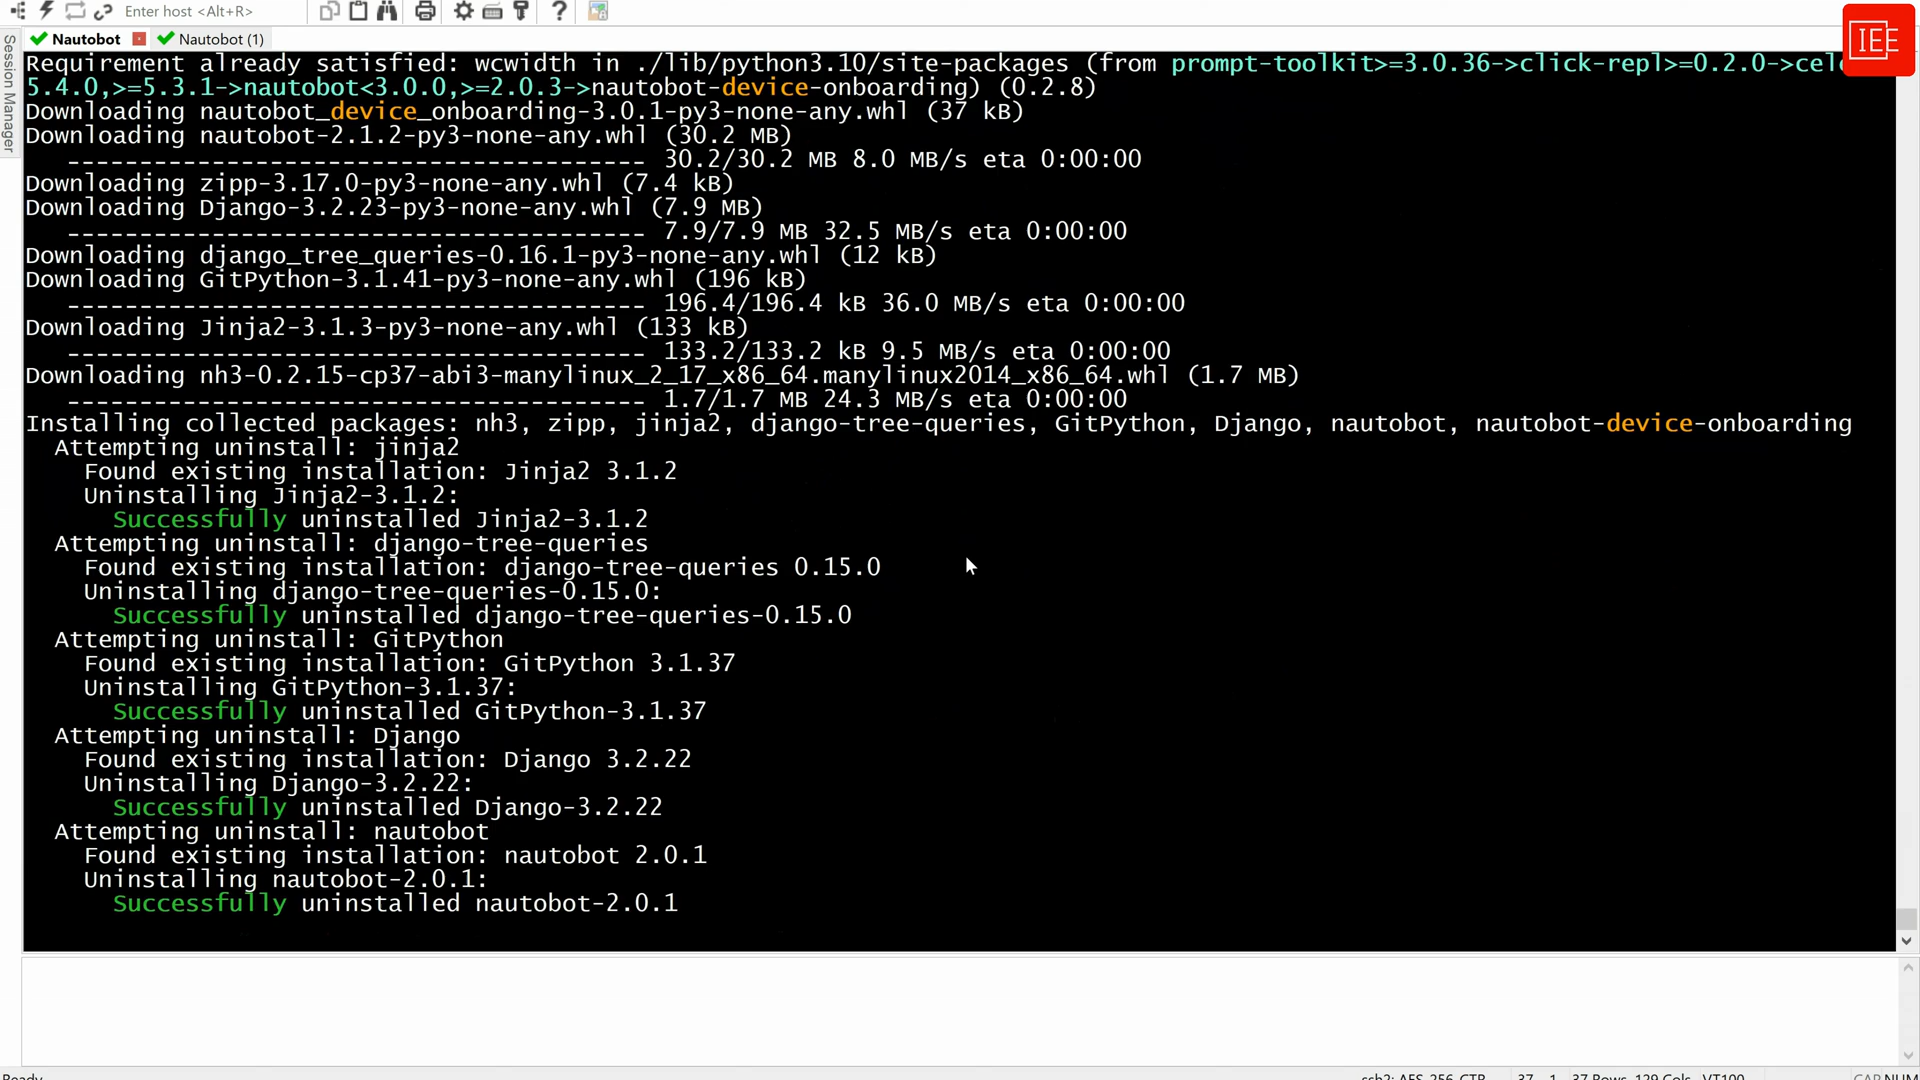 Enter host <Alt+R>
IEE
Session Manager
Nautobot
Nautobot (1)
Requirement already satisfied: wcwidth in ./lib/python3.10/site-packages (from prompt-toolkit>=3.0.36->click-repl>=0.2.0->cele
5.4.0,>=5.3.1->nautobot<3.0.0,>=2.0.3->nautobot-device-onboarding) (0.2.8)
Downloading nautobot_device_onboarding-3.0.1-py3-none-any.whl (37 kB)
Downloading nautobot-2.1.2-py3-none-any.whl (30.2 MB)
---------------------------------------- 30.2/30.2 MB 8.0 MB/s eta 0:00:00
Downloading zipp-3.17.0-py3-none-any.whl (7.4 kB)
Downloading Django-3.2.23-py3-none-any.whl (7.9 MB)
---------------------------------------- 7.9/7.9 MB 32.5 MB/s eta 0:00:00
Downloading django_tree_queries-0.16.1-py3-none-any.whl (12 kB)
Downloading GitPython-3.1.41-py3-none-any.whl (196 kB)
---------------------------------------- 196.4/196.4 kB 36.0 MB/s eta 0:00:00
Downloading Jinja2-3.1.3-py3-none-any.whl (133 kB)
---------------------------------------- 133.2/133.2 kB 9.5 MB/s eta 0:00:00
Downloading nh3-0.2.15-cp37-abi3-manylinux_2_17_x86_64.manylinux2014_x86_64.whl (1.7 MB)
---------------------------------------- 1.7/1.7 MB 24.3 MB/s eta 0:00:00
Installing collected packages: nh3, zipp, jinja2, django-tree-queries, GitPython, Django, nautobot, nautobot-device-onboarding
Attempting uninstall: jinja2
Found existing installation: Jinja2 3.1.2
Uninstalling Jinja2-3.1.2:
Successfully uninstalled Jinja2-3.1.2
Attempting uninstall: django-tree-queries
Found existing installation: django-tree-queries 0.15.0
Uninstalling django-tree-queries-0.15.0:
Successfully uninstalled django-tree-queries-0.15.0
Attempting uninstall: GitPython
Found existing installation: GitPython 3.1.37
Uninstalling GitPython-3.1.37:
Successfully uninstalled GitPython-3.1.37
Attempting uninstall: Django
Found existing installation: Django 3.2.22
Uninstalling Django-3.2.22:
Successfully uninstalled Django-3.2.22
Attempting uninstall: nautobot
Found existing installation: nautobot 2.0.1
Uninstalling nautobot-2.0.1:
Successfully uninstalled nautobot-2.0.1
Ready
ssh2: AES-256-CTR 37, 1 37 Rows, 129 Cols VT100 CAP NUM